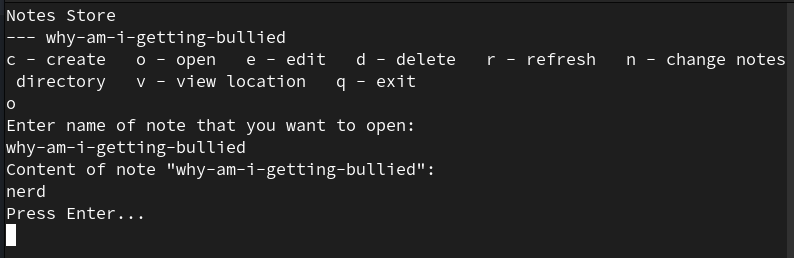 Notes Store
--- why-am-i-getting-bullied
c - create   o - open   e - edit   d - delete   r - refresh   n - change notes
 directory   v - view location   q - exit
o
Enter name of note that you want to open:
why-am-i-getting-bullied
Content of note "why-am-i-getting-bullied":
nerd
Press Enter...